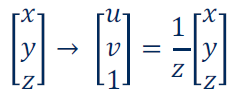 [x y z] → [u v 1] = 1/z [x y z]